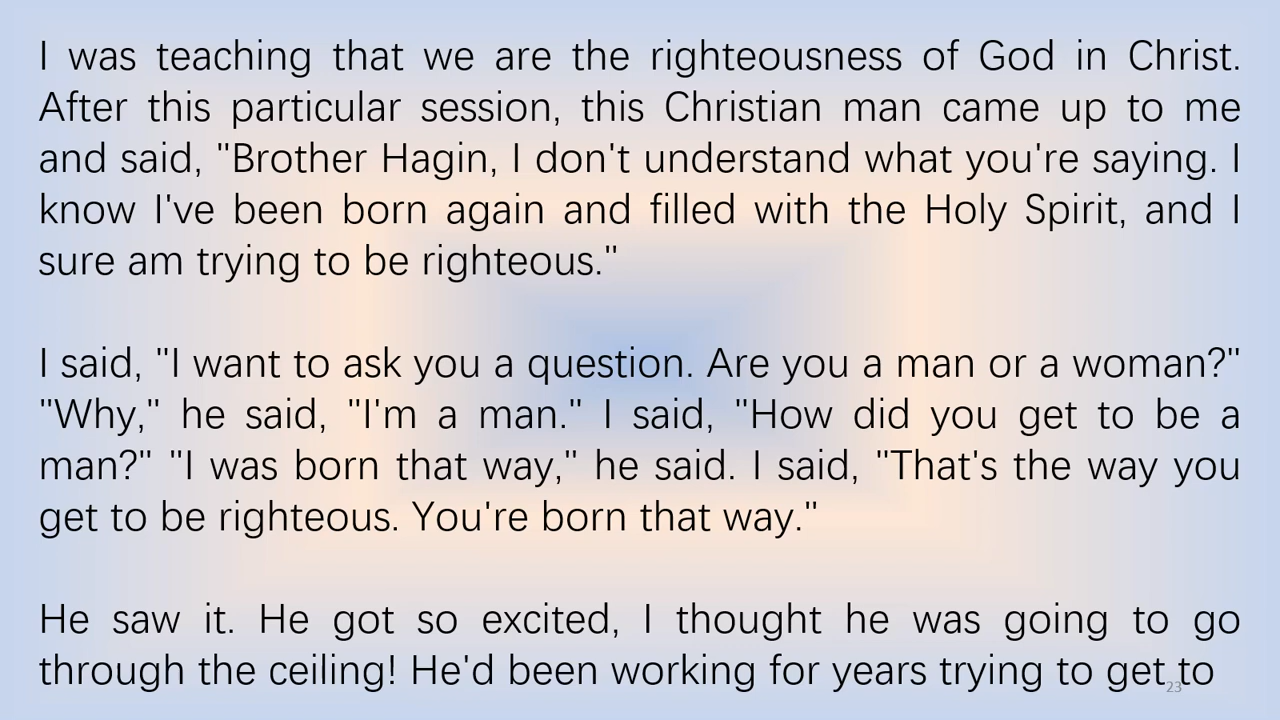 I was teaching that we are the righteousness of God in Christ.
After this particular session, this Christian man came up to me
and said, "Brother Hagin, I don't understand what you're saying. I
know I've been born again and filled with the Holy Spirit, and I
sure am trying to be righteous."
I said, "I want to ask you a question. Are you a man or a woman?"
"Why," he said, "I'm a man." I said, "How did you get to be a
man?" "I was born that way," he said. I said, "That's the way you
get to be righteous. You're born that way."
He saw it. He got so excited, I thought he was going to go
through the ceiling! He'd been working for years trying to get to
23